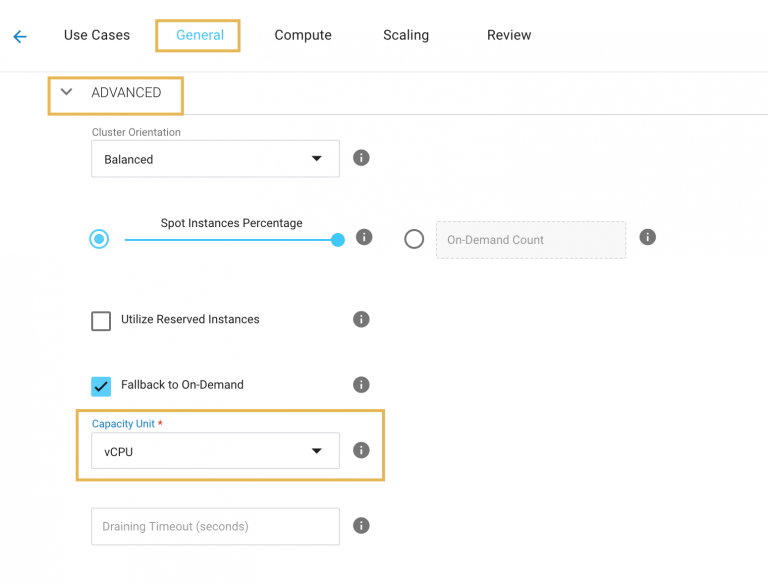 Use Cases General Compute Scaling Review
ADVANCED
Cluster Orientation
Balanced
Spot Instances Percentage
On-Demand Count
Utilize Reserved Instances
Fallback to On-Demand
Capacity Unit *
vCPU
Draining Timeout (seconds)